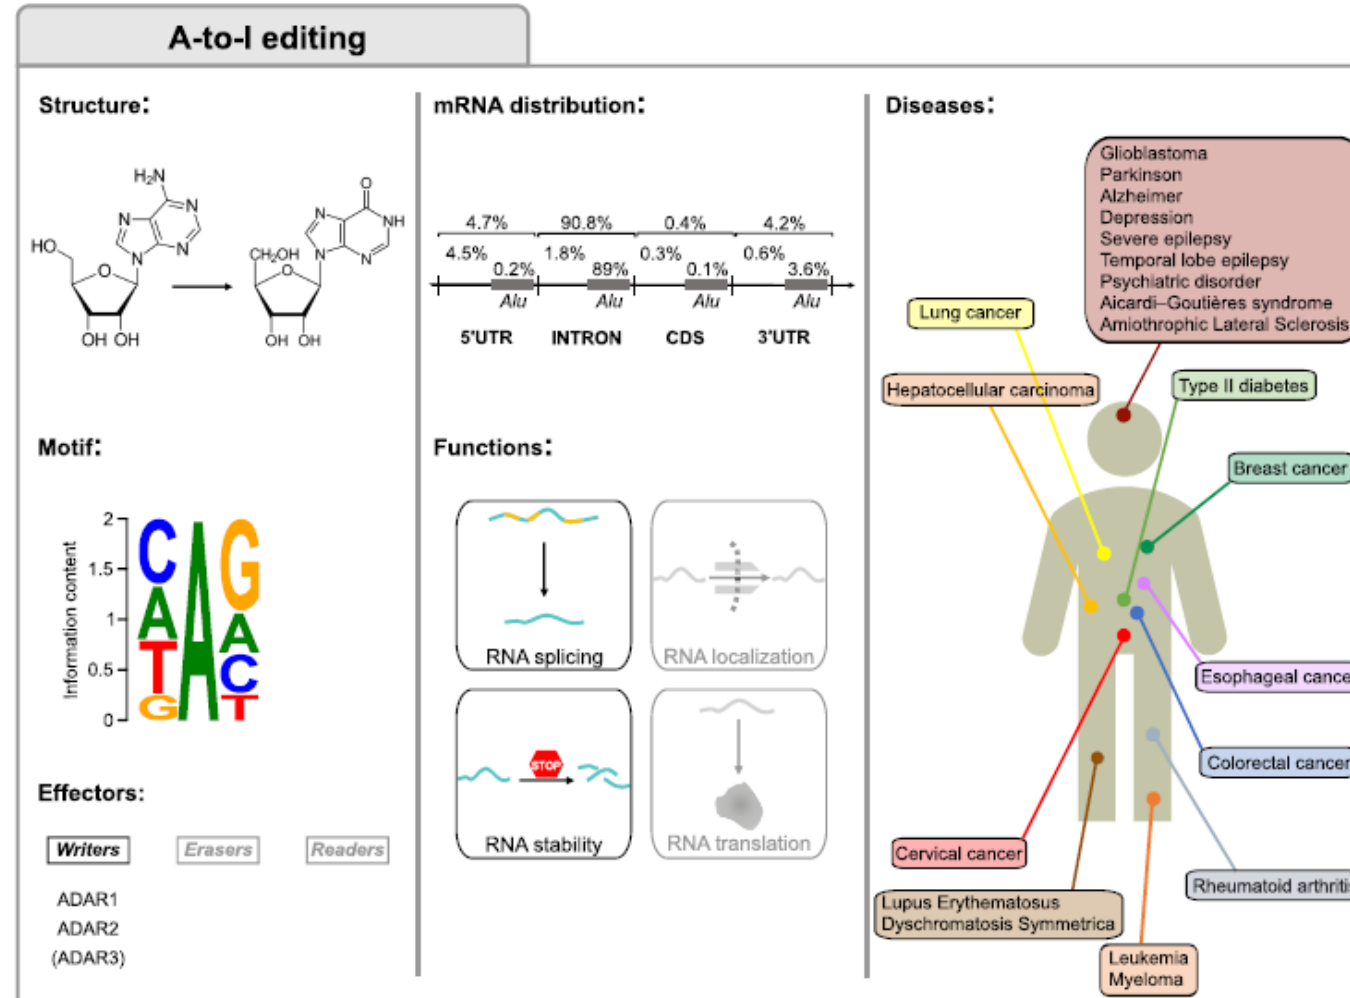 A-to-I editing
Structure:
H₂N
N
N
N
N
HO
O
OH OH
O
N
NH
N
N
CH₂OH
O
OH OH
Motif:
Information content
2
1.5
1
0.5
0
C A G
A A
T C
G T
Effectors:
Writers Erasers Readers
ADAR1
ADAR2
(ADAR3)
mRNA distribution:
4.7% 90.8% 0.4% 4.2%
4.5% 1.8% 0.3% 0.6%
0.2% 89% 0.1% 3.6%
Alu Alu Alu Alu
5'UTR INTRON CDS 3'UTR
Functions:
RNA splicing
RNA localization
STOP
RNA stability
RNA translation
Diseases:
Glioblastoma
Parkinson
Alzheimer
Depression
Severe epilepsy
Temporal lobe epilepsy
Psychiatric disorder
Aicardi–Goutières syndrome
Amiothrophic Lateral Sclerosis
Lung cancer
Hepatocellular carcinoma
Type II diabetes
Breast cancer
Esophageal cance
Colorectal cancer
Cervical cancer
Rheumatoid arthritis
Lupus Erythematosus
Dyschromatosis Symmetrica
Leukemia
Myeloma